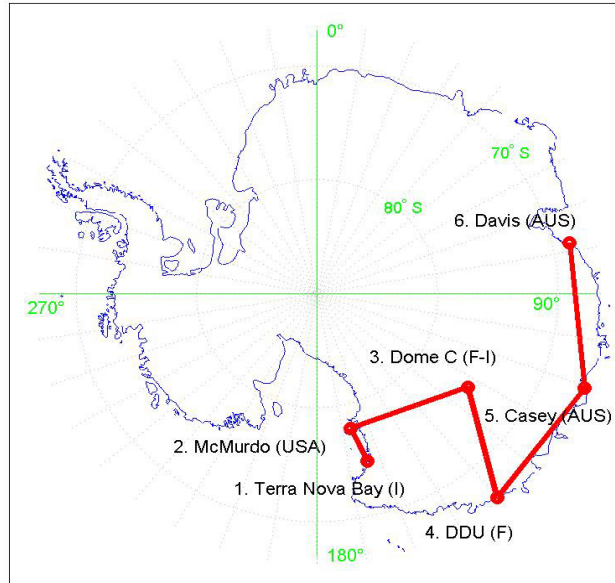 0°
70° S
80° S
6. Davis (AUS)
270°
90°
3. Dome C (F-I)
5. Casey (AUS)
2. McMurdo (USA)
1. Terra Nova Bay (I)
4. DDU (F)
180°